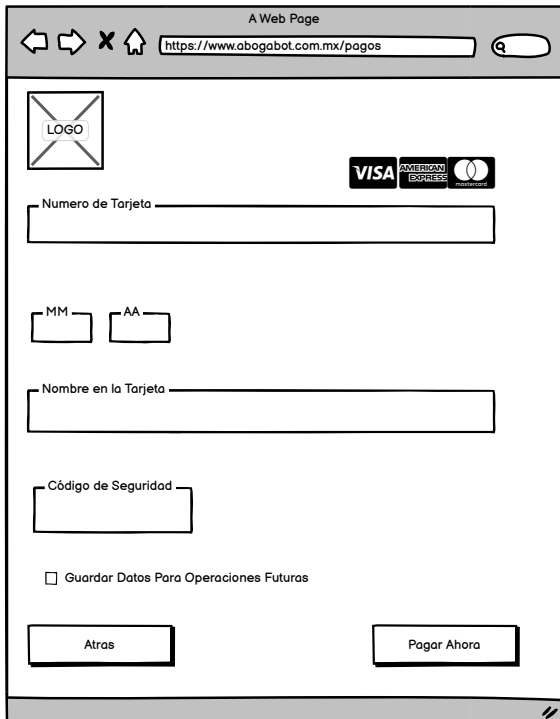 A Web Page
https://www.abogabot.com.mx/pagos
LOGO
VISA
AMERICAN
EXPRESS
mastercard
Numero de Tarjeta
MM
AA
Nombre en la Tarjeta
Código de Seguridad
Guardar Datos Para Operaciones Futuras
Atras
Pagar Ahora